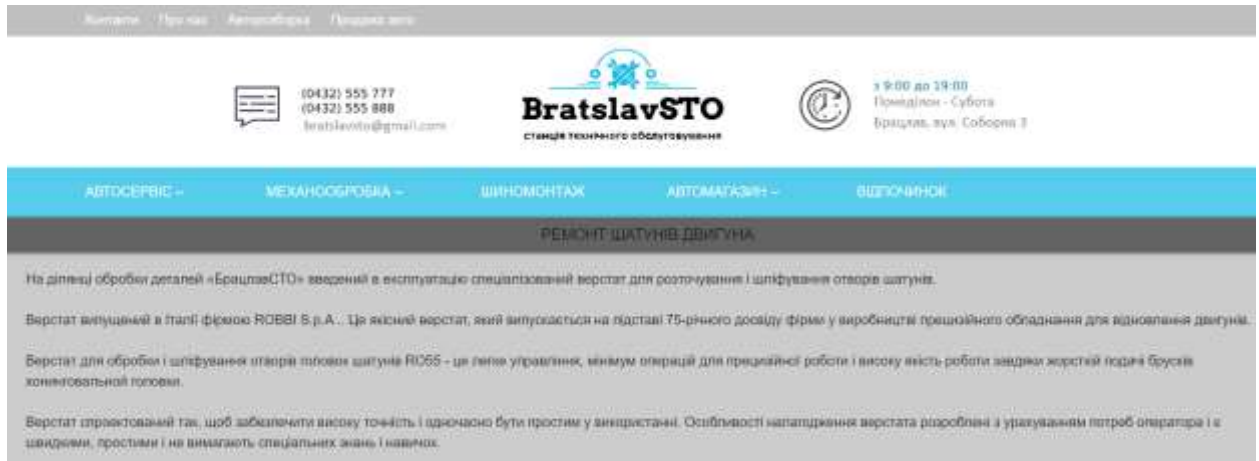 Контакти Про нас Авторозборка Продажа авто
(0432) 555 777
(0432) 555 888
bratslavsto@gmail.com
BratslavSTO
станція технічного обслуговування
з 9:00 до 19:00
Понеділок - Субота
Брацлав, вул. Соборна 3
АВТОСЕРВІС МЕХАНООБРОБКА ШИНОМОНТАЖ АВТОМАГАЗИН ВІДПОЧИНОК
РЕМОНТ ШАТУНІВ ДВИГУНА
На ділянці обробки деталей «БрацлавСТО» введений в експлуатацію спеціалізований верстат для розточування і шліфування отворів шатунів.
Верстат випущений в Італії фірмою ROBBI S.p.A .. Це якісний верстат, який випускається на підставі 75-річного досвіду фірми у виробництві прецизійного обладнання для відновлення двигунів.
Верстат для обробки і шліфування отворів головок шатунів RO55 - це легке управління, мінімум операцій для прецизійної роботи і високу якість роботи завдяки жорсткій подачі брусків
хонинговальної головки.
Верстат спроектований так, щоб забезпечити високу точність і одночасно бути простим у використанні. Особливості налагодження верстата розроблені з урахуванням потреб оператора і є
швидкими, простими і не вимагають спеціальних знань і навичок.